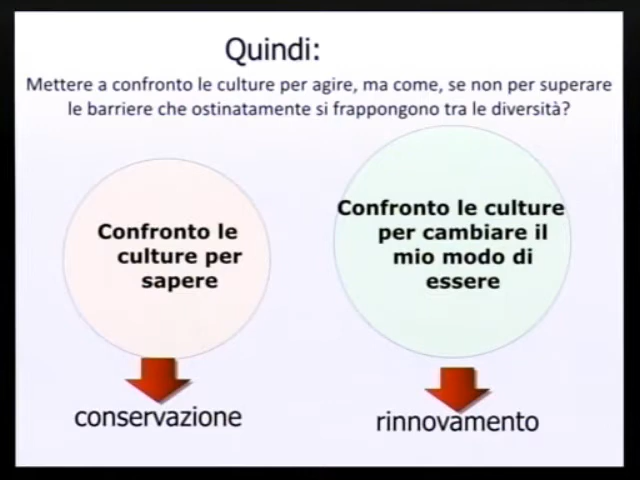 Quindi:
Mettere a confronto le culture per agire, ma come, se non per superare
le barriere che ostinatamente si frappongono tra le diversità?
Confronto le
culture per
sapere
conservazione
Confronto le culture
per cambiare il
mio modo di
essere
rinnovamento